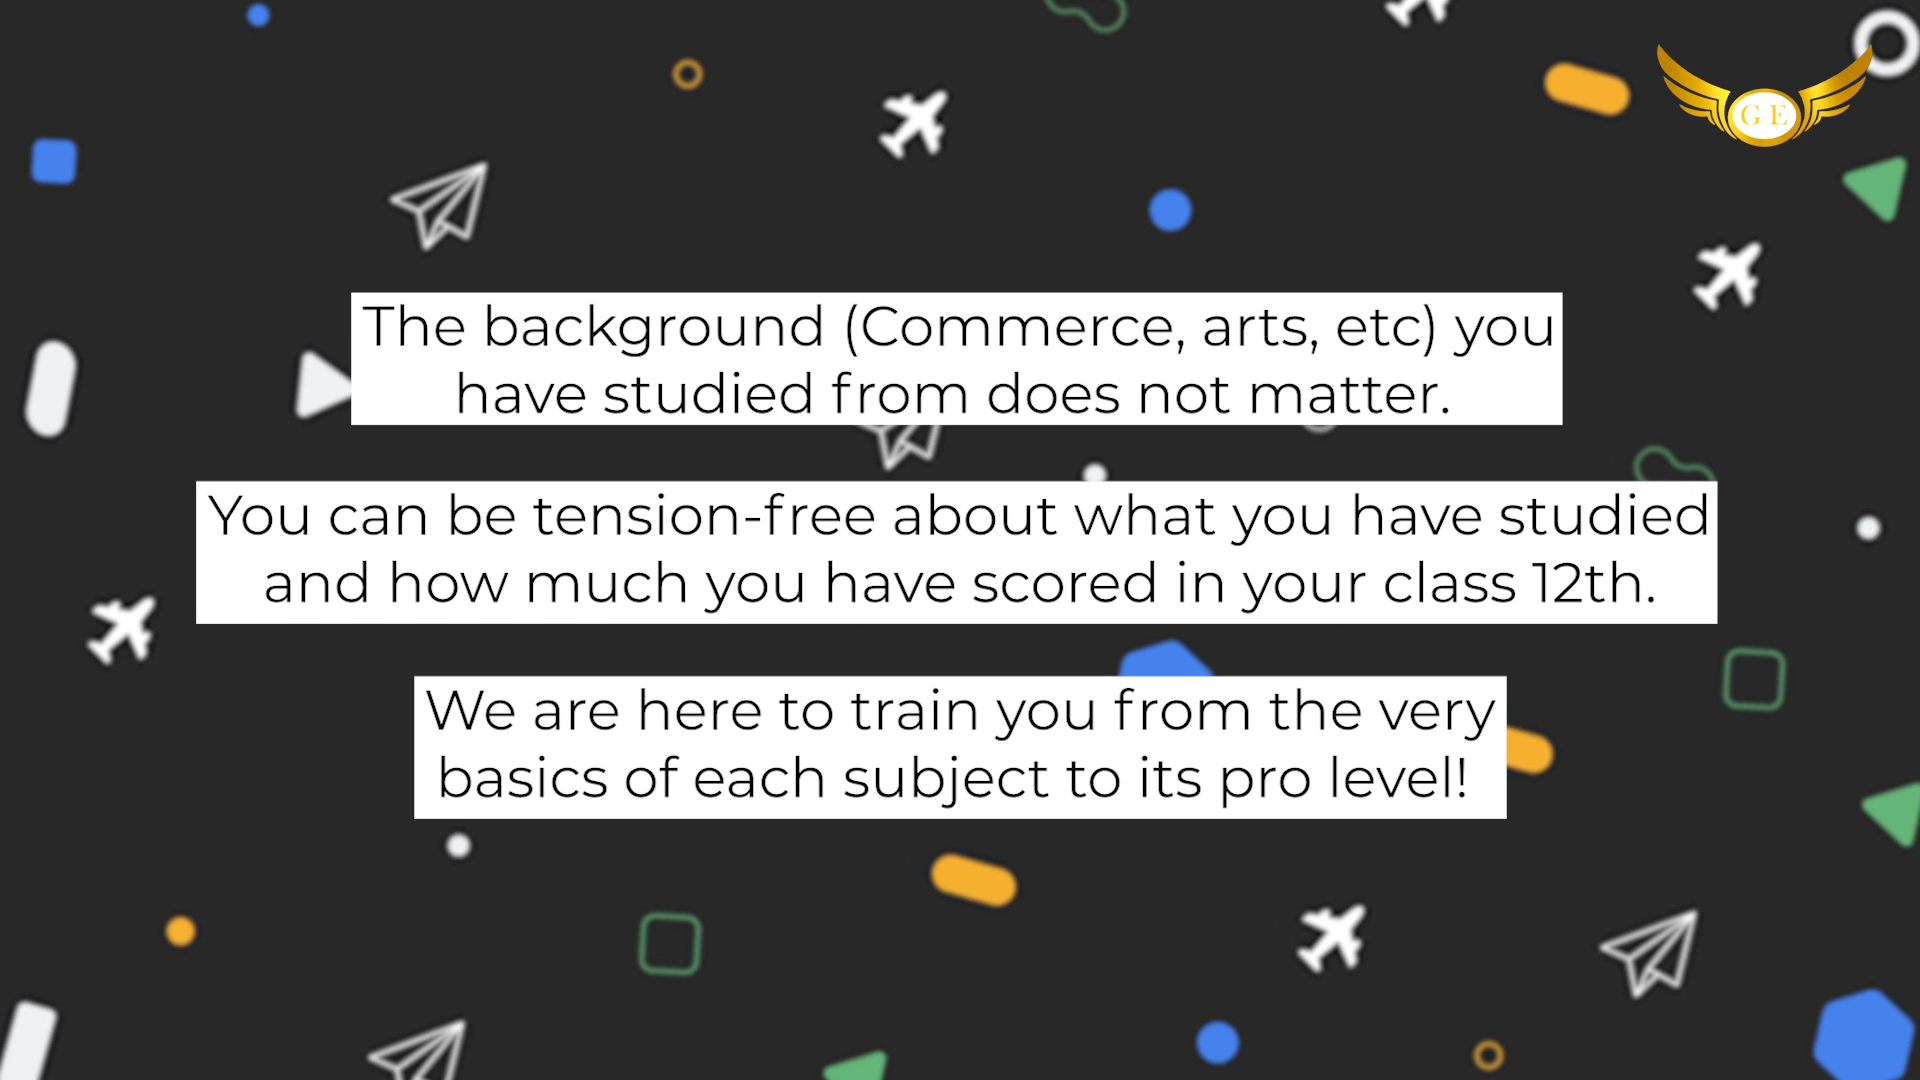 G E
The background (Commerce, arts, etc) you
have studied from does not matter.
You can be tension-free about what you have studied
and how much you have scored in your class 12th.
We are here to train you from the very
basics of each subject to its pro level!